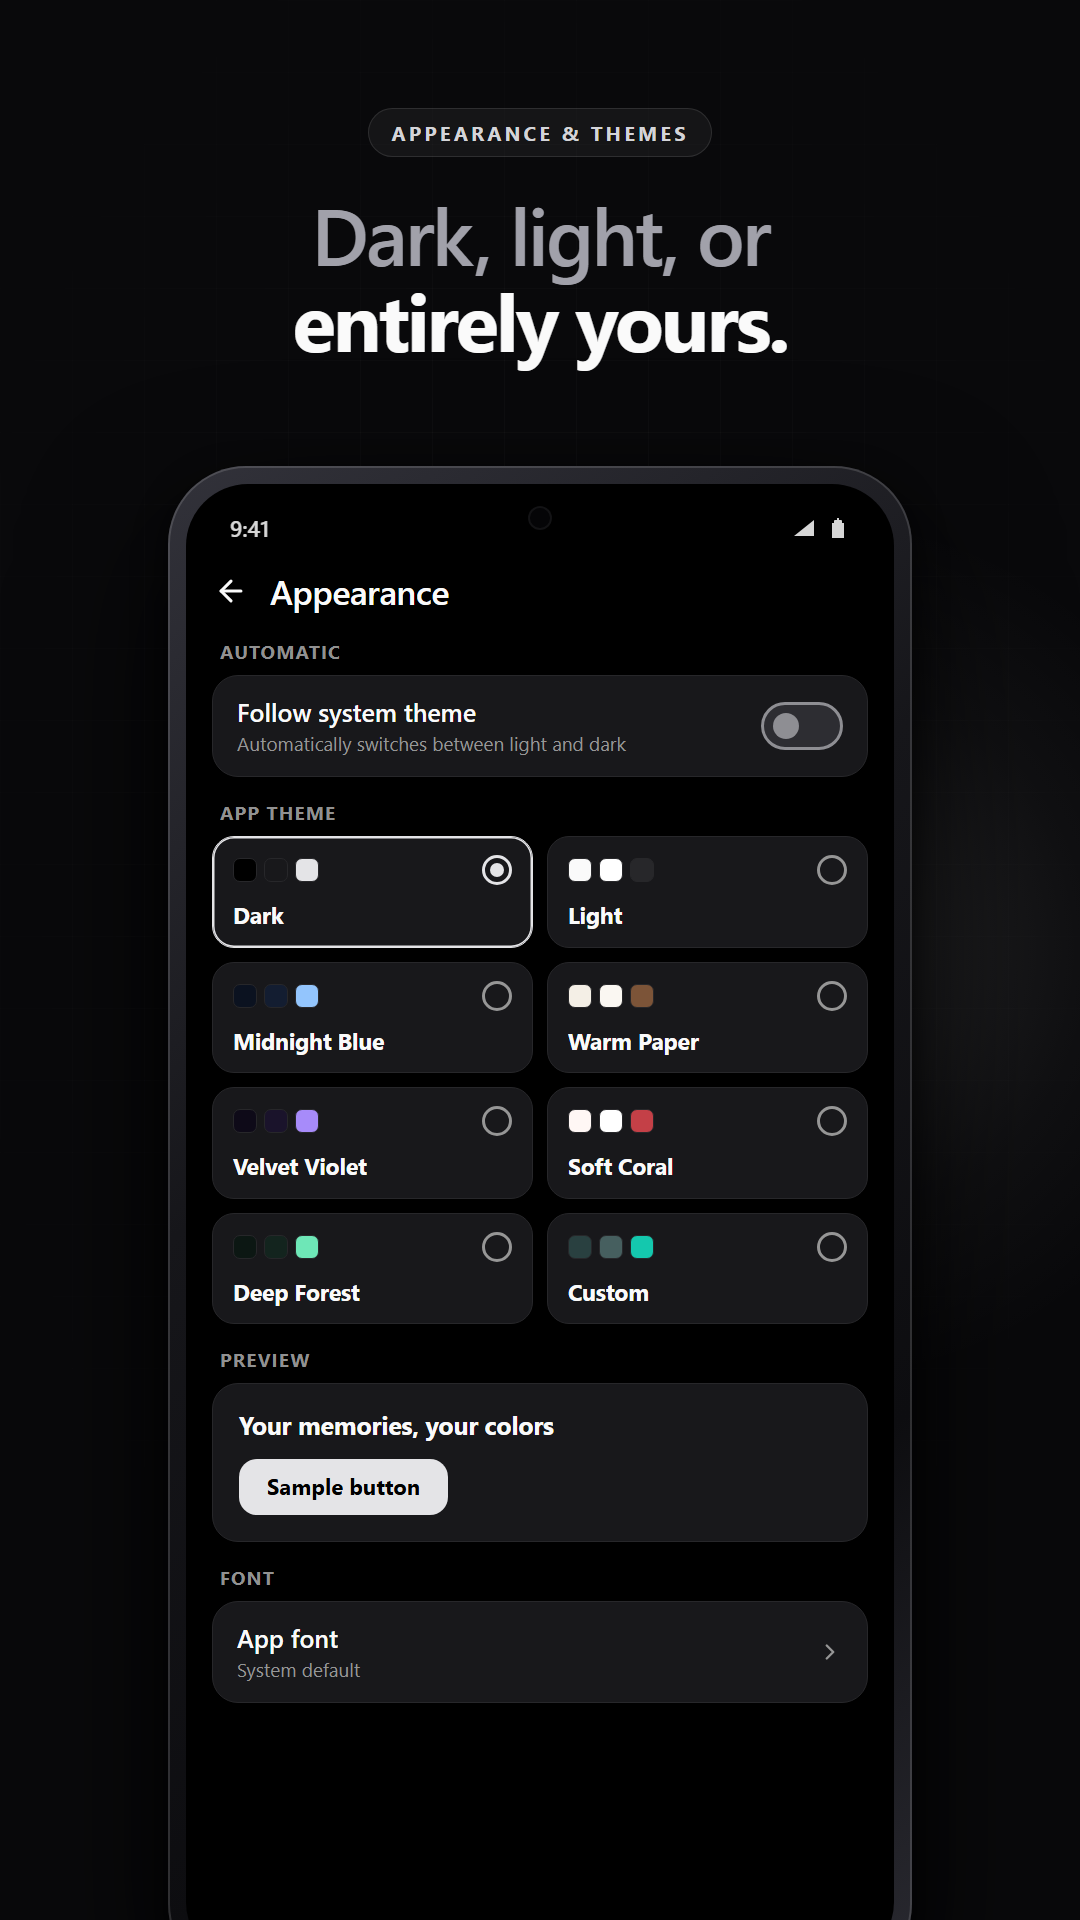 APPEARANCE & THEMES
Dark, light, or
entirely yours.
9:41
Appearance
AUTOMATIC
Follow system theme
Automatically switches between light and dark
APP THEME
Dark
Light
Midnight Blue
Warm Paper
Velvet Violet
Soft Coral
Deep Forest
Custom
PREVIEW
Your memories, your colors
Sample button
FONT
App font
System default